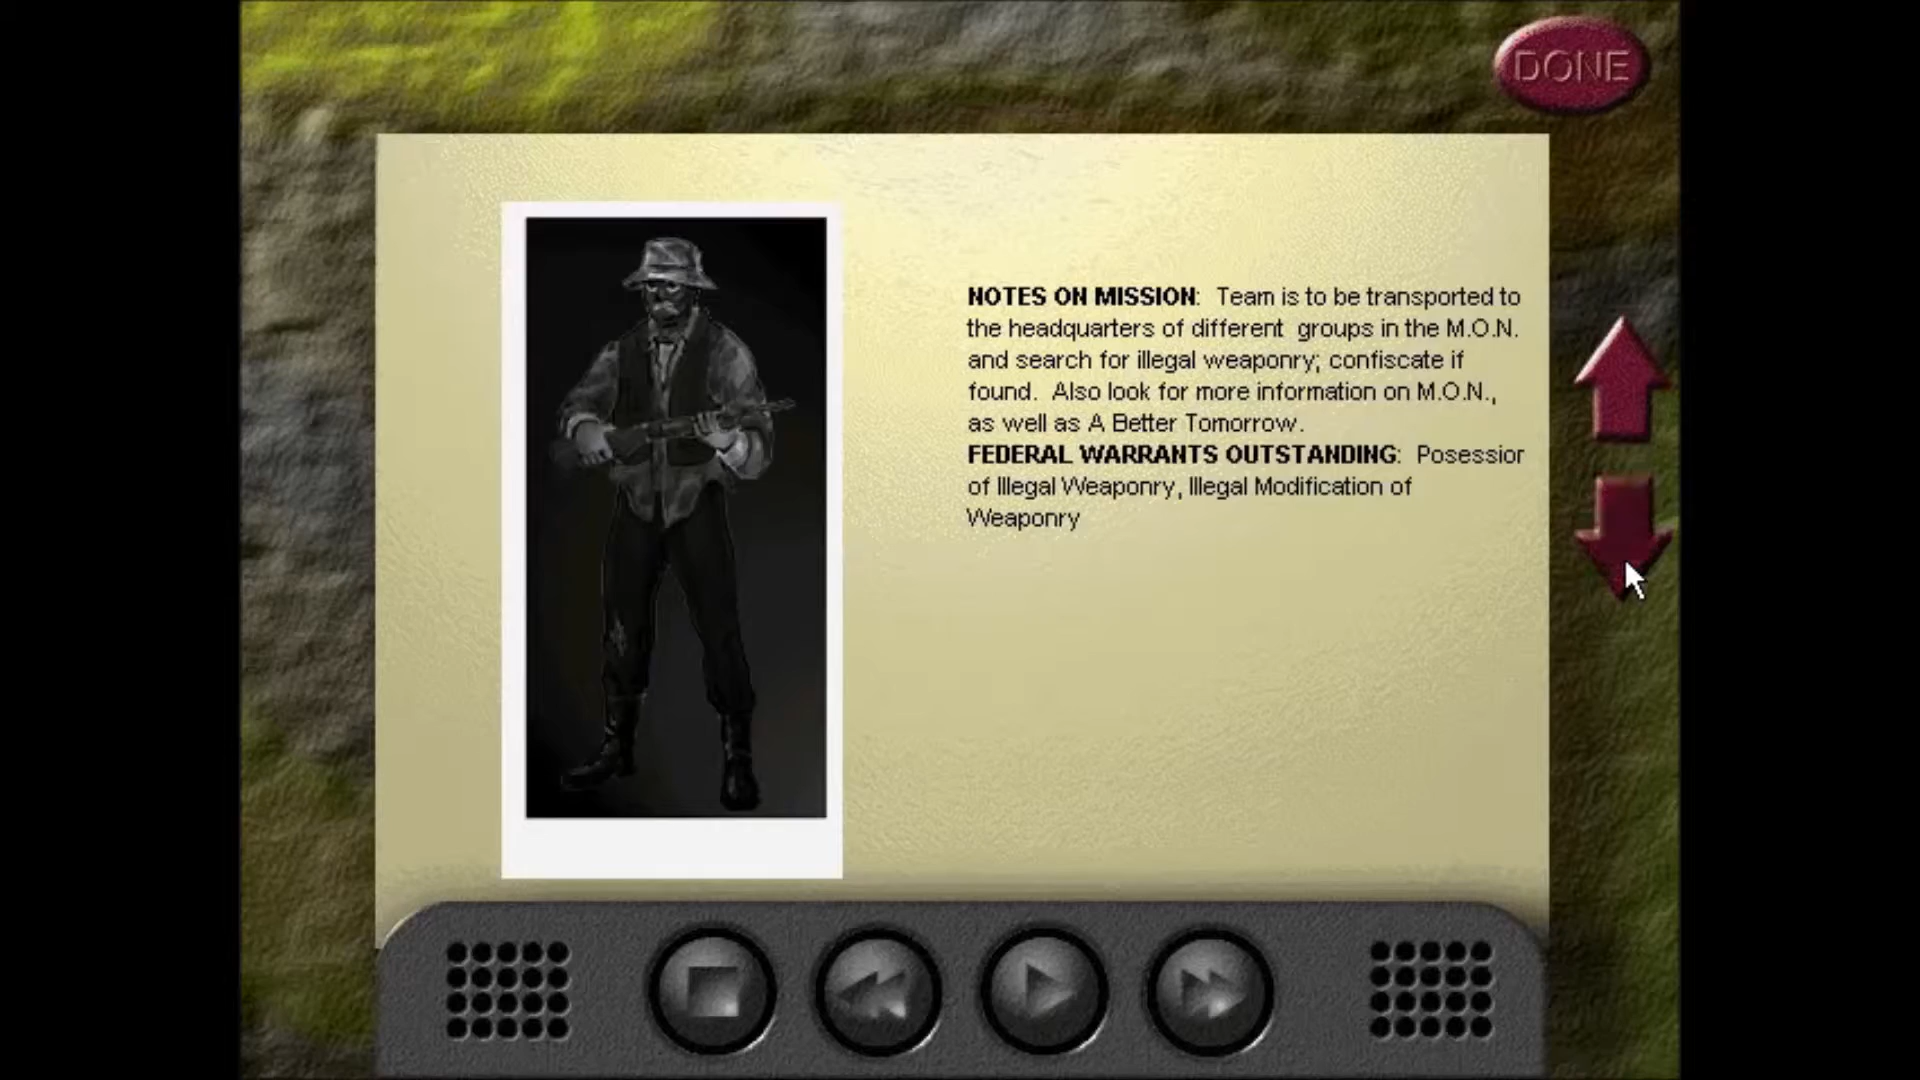 DONE
NOTES ON MISSION:  Team is to be transported to
the headquarters of different  groups in the M.O.N.
and search for illegal weaponry; confiscate if
found.  Also look for more information on M.O.N.,
as well as A Better Tomorrow.
FEDERAL WARRANTS OUTSTANDING:  Posession
of Illegal Weaponry, Illegal Modification of
Weaponry